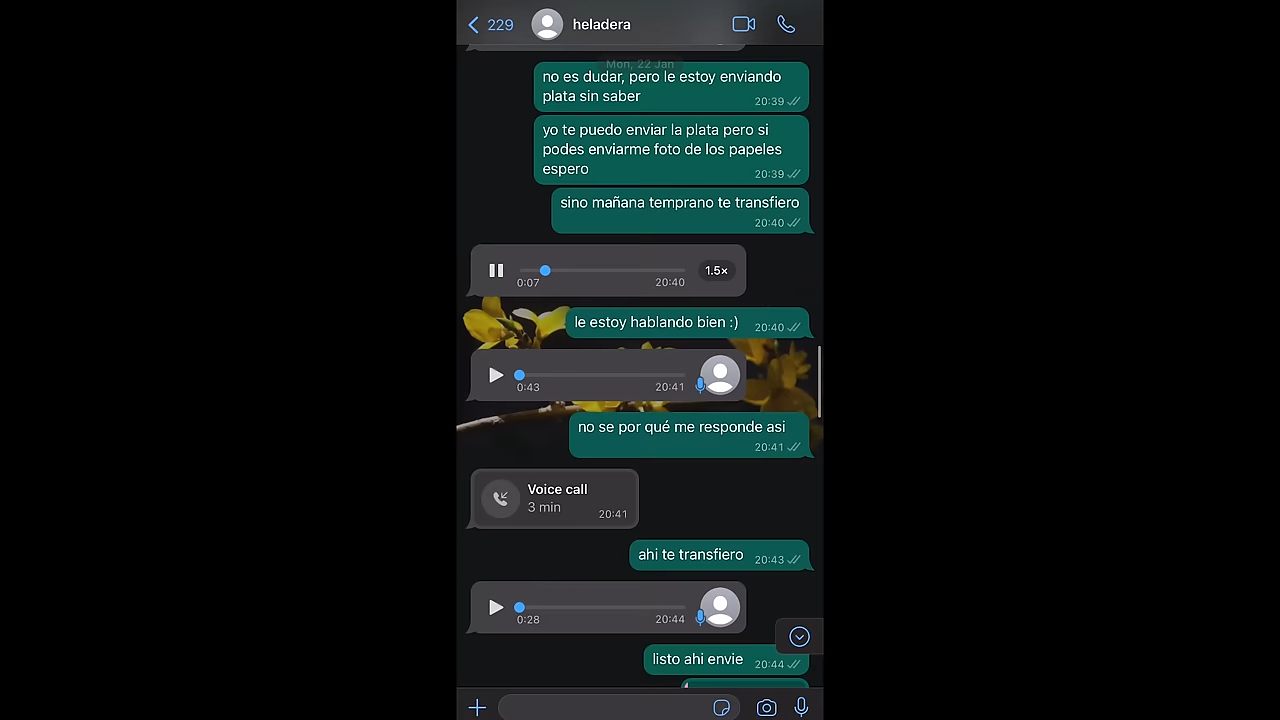 229
heladera
Mon, 22 Jan
no es dudar, pero le estoy enviando
plata sin saber
20:39
yo te puedo enviar la plata pero si
podes enviarme foto de los papeles
espero
20:39
sino mañana temprano te transfiero
20:40
1.5×
0:07
20:40
le estoy hablando bien :)
20:40
0:43
20:41
no se por qué me responde asi
20:41
Voice call
3 min
20:41
ahi te transfiero
20:43
0:28
20:44
listo ahi envie
20:44